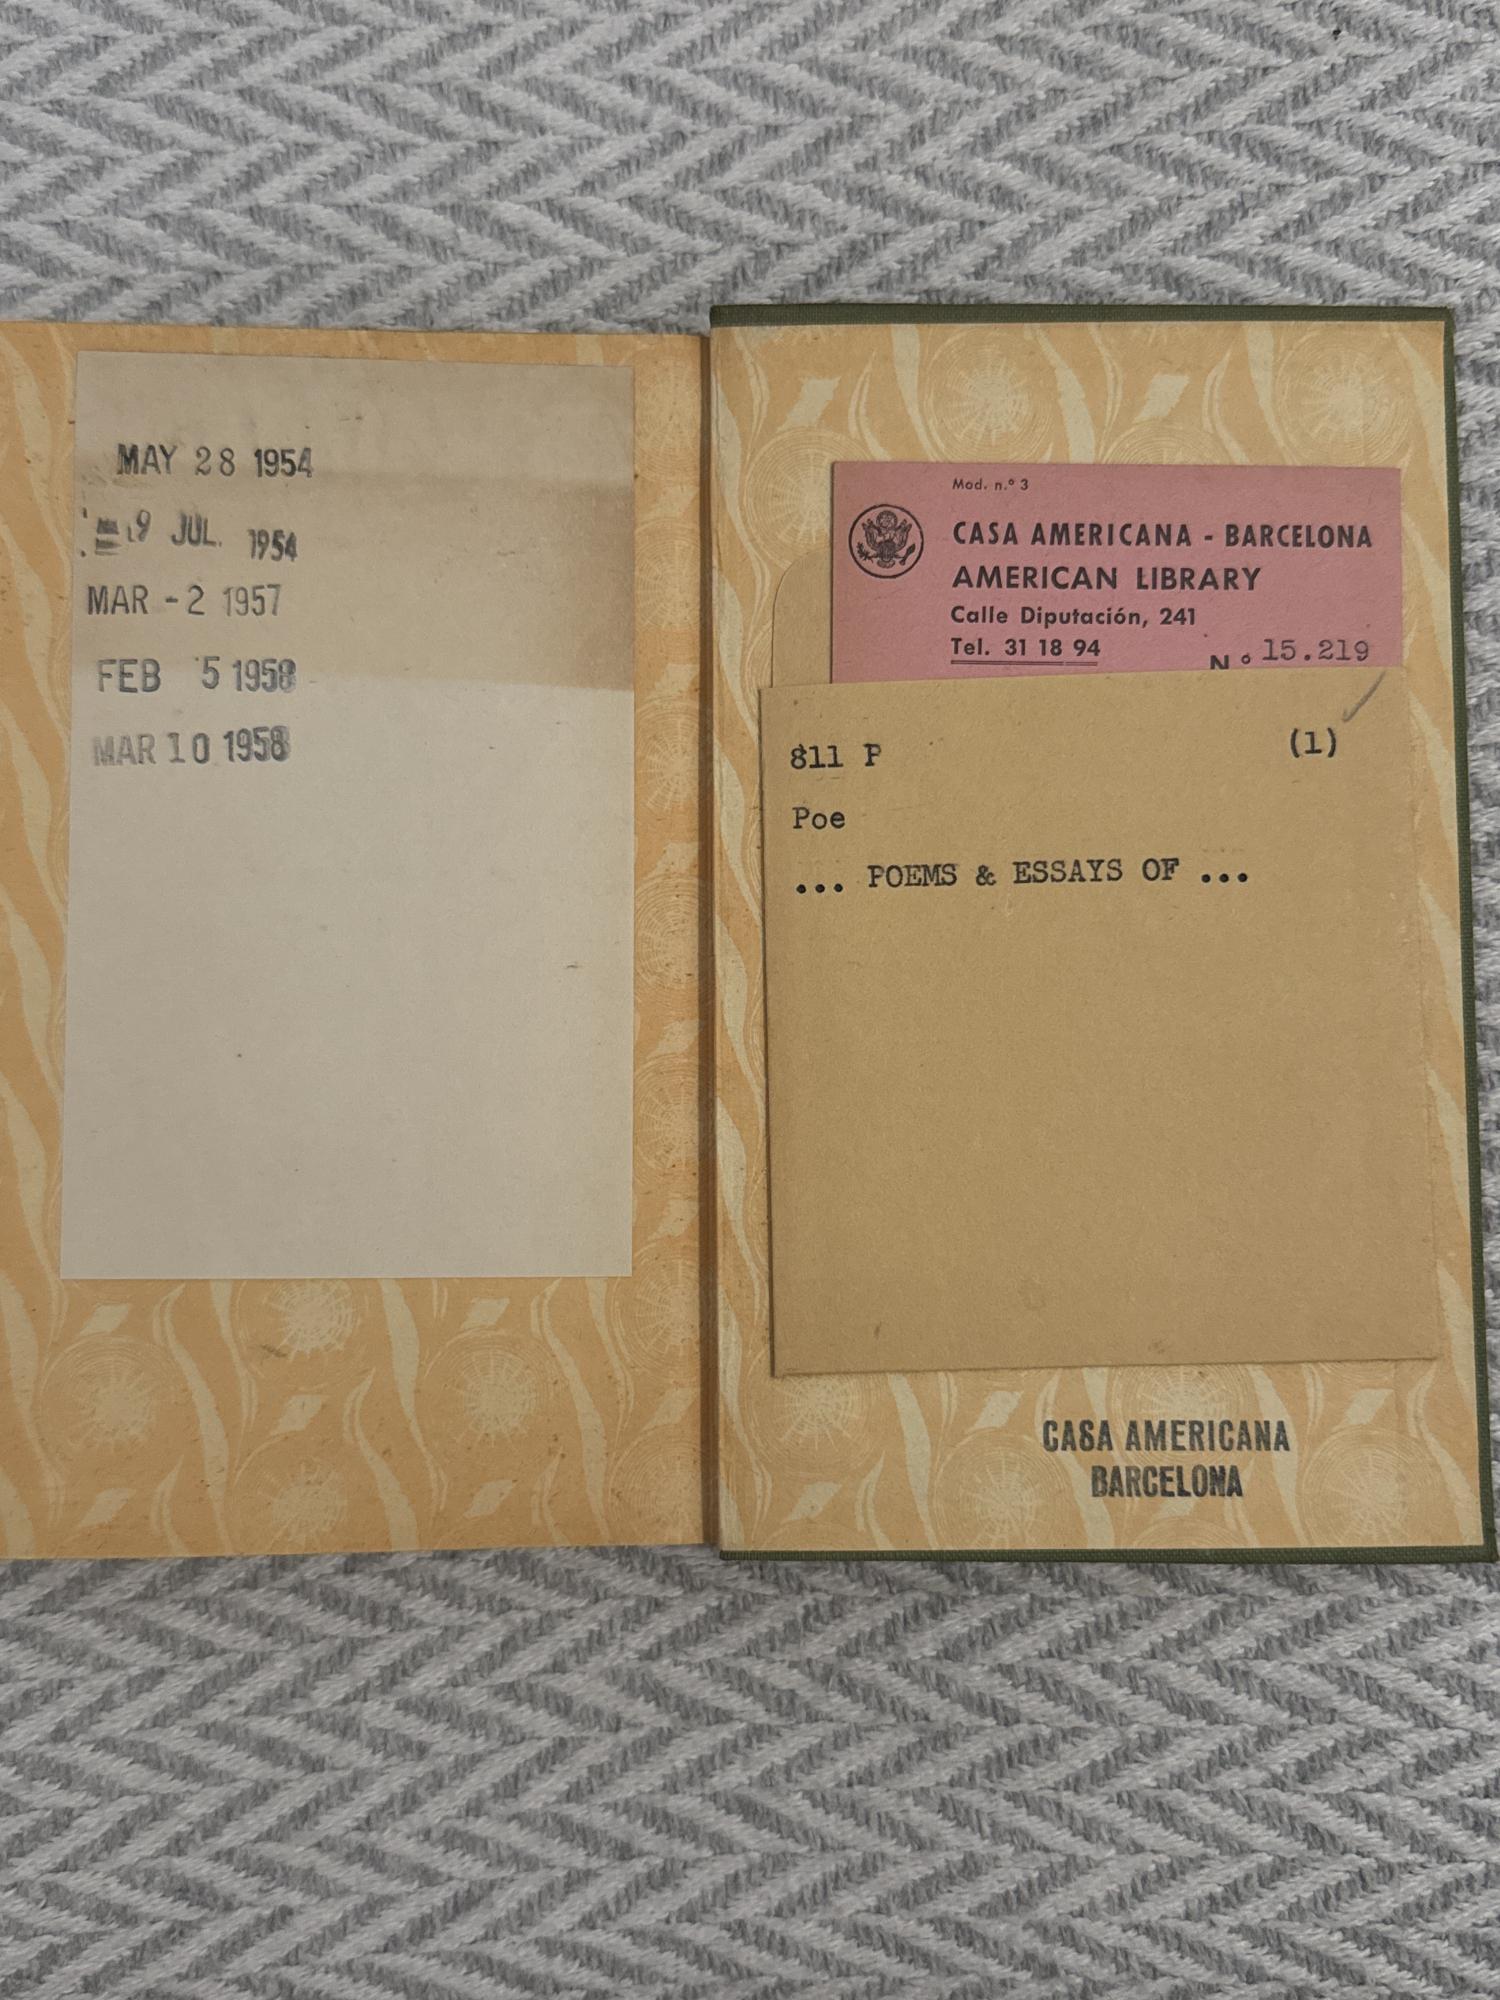 MAY 28 1954
9 JUL. 1954
MAR - 2 1957
FEB 5 1958
MAR 10 1958
Mod. n.º 3
CASA AMERICANA - BARCELONA
AMERICAN LIBRARY
Calle Diputación, 241
Tel. 31 18 94
Nº 15.219
811 P (1)
Poe
... POEMS & ESSAYS OF ...
CASA AMERICANA
BARCELONA